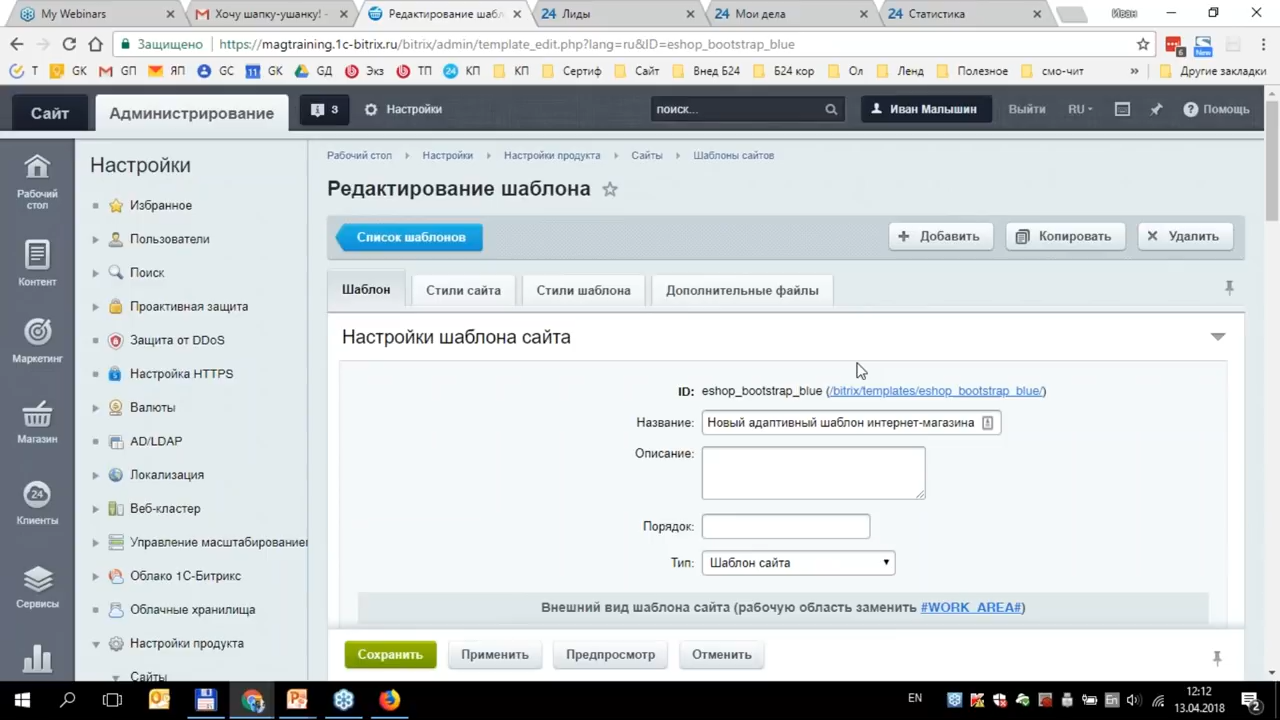 My Webinars
Хочу шапку-ушанку! -
Редактирование шабл
24 Лиды
24 Мои дела
24 Статистика
Иван
Защищено
https://magtraining.1c-bitrix.ru/bitrix/admin/template_edit.php?lang=ru&ID=eshop_bootstrap_blue
6
New
Т
GK
ГП
ЯП
GC
11 GK
ГД
Экз
ТП
24 КП
КП
Сертиф
Сайт
Внед Б24
Б24 кор
Ол
Ленд
Полезное
смо-чит
»
Другие закладки
Сайт
Администрирование
3
Настройки
поиск...
Иван Малышин
Выйти
RU
Помощь
Рабочий стол
Контент
Маркетинг
Магазин
24
Клиенты
Сервисы
Настройки
Избранное
Пользователи
Поиск
Проактивная защита
Защита от DDoS
Настройка HTTPS
Валюты
AD/LDAP
Локализация
Веб-кластер
Управление масштабированием
Облако 1С-Битрикс
Облачные хранилища
Настройки продукта
Сайты
Рабочий стол
Настройки
Настройки продукта
Сайты
Шаблоны сайтов
Редактирование шаблона
Список шаблонов
Добавить
Копировать
Удалить
Шаблон
Стили сайта
Стили шаблона
Дополнительные файлы
Настройки шаблона сайта
ID: eshop_bootstrap_blue (/bitrix/templates/eshop_bootstrap_blue/)
Название: Новый адаптивный шаблон интернет-магазина
Описание:
Порядок:
Тип: Шаблон сайта
Внешний вид шаблона сайта (рабочую область заменить #WORK_AREA#)
Сохранить
Применить
Предпросмотр
Отменить
EN
En
12:12
13.04.2018
2